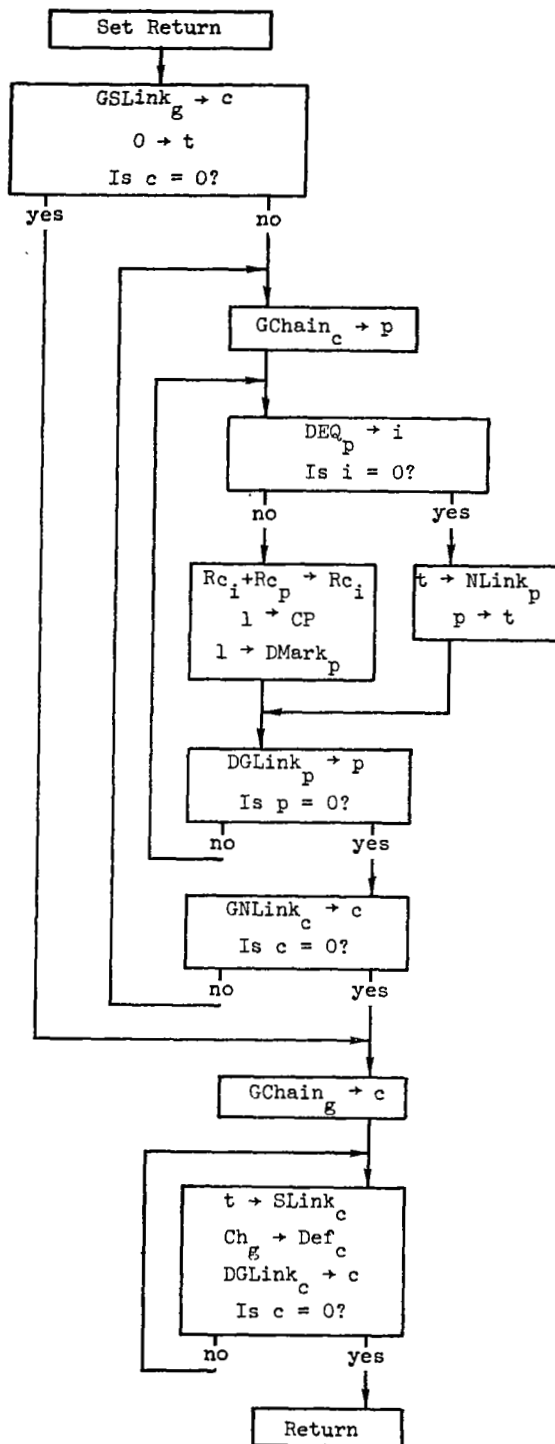 Set Return
GSLink_g → c
0 → t
Is c = 0?
yes no
GChain_c → p
DEQ_p → i
Is i = 0?
no yes
Rc_i+Rc_p → Rc_i
1 → CP
1 → DMark_p
t → NLink_p
p → t
DGLink_p → p
Is p = 0?
no yes
GNLink_c → c
Is c = 0?
no yes
GChain_g → c
t → SLink_c
Ch_g → Def_c
DGLink_c → c
Is c = 0?
no yes
Return